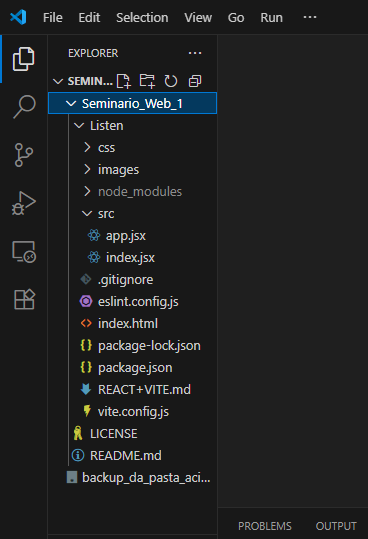 File Edit Selection View Go Run ···
EXPLORER ···
SEMIN...
Seminario_Web_1
Listen
css
images
node_modules
src
app.jsx
index.jsx
.gitignore
eslint.config.js
index.html
package-lock.json
package.json
REACT+VITE.md
vite.config.js
LICENSE
README.md
backup_da_pasta_aci...
PROBLEMS OUTPUT